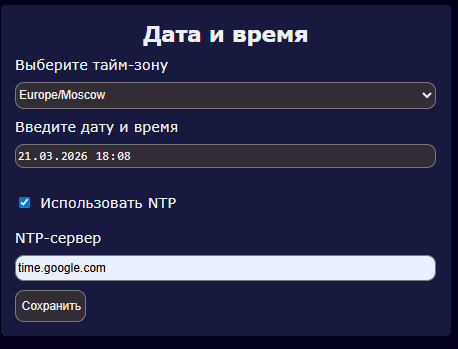 Дата и время
Выберите тайм-зону
Europe/Moscow
Введите дату и время
21.03.2026 18:08
Использовать NTP
NTP-сервер
time.google.com
Сохранить